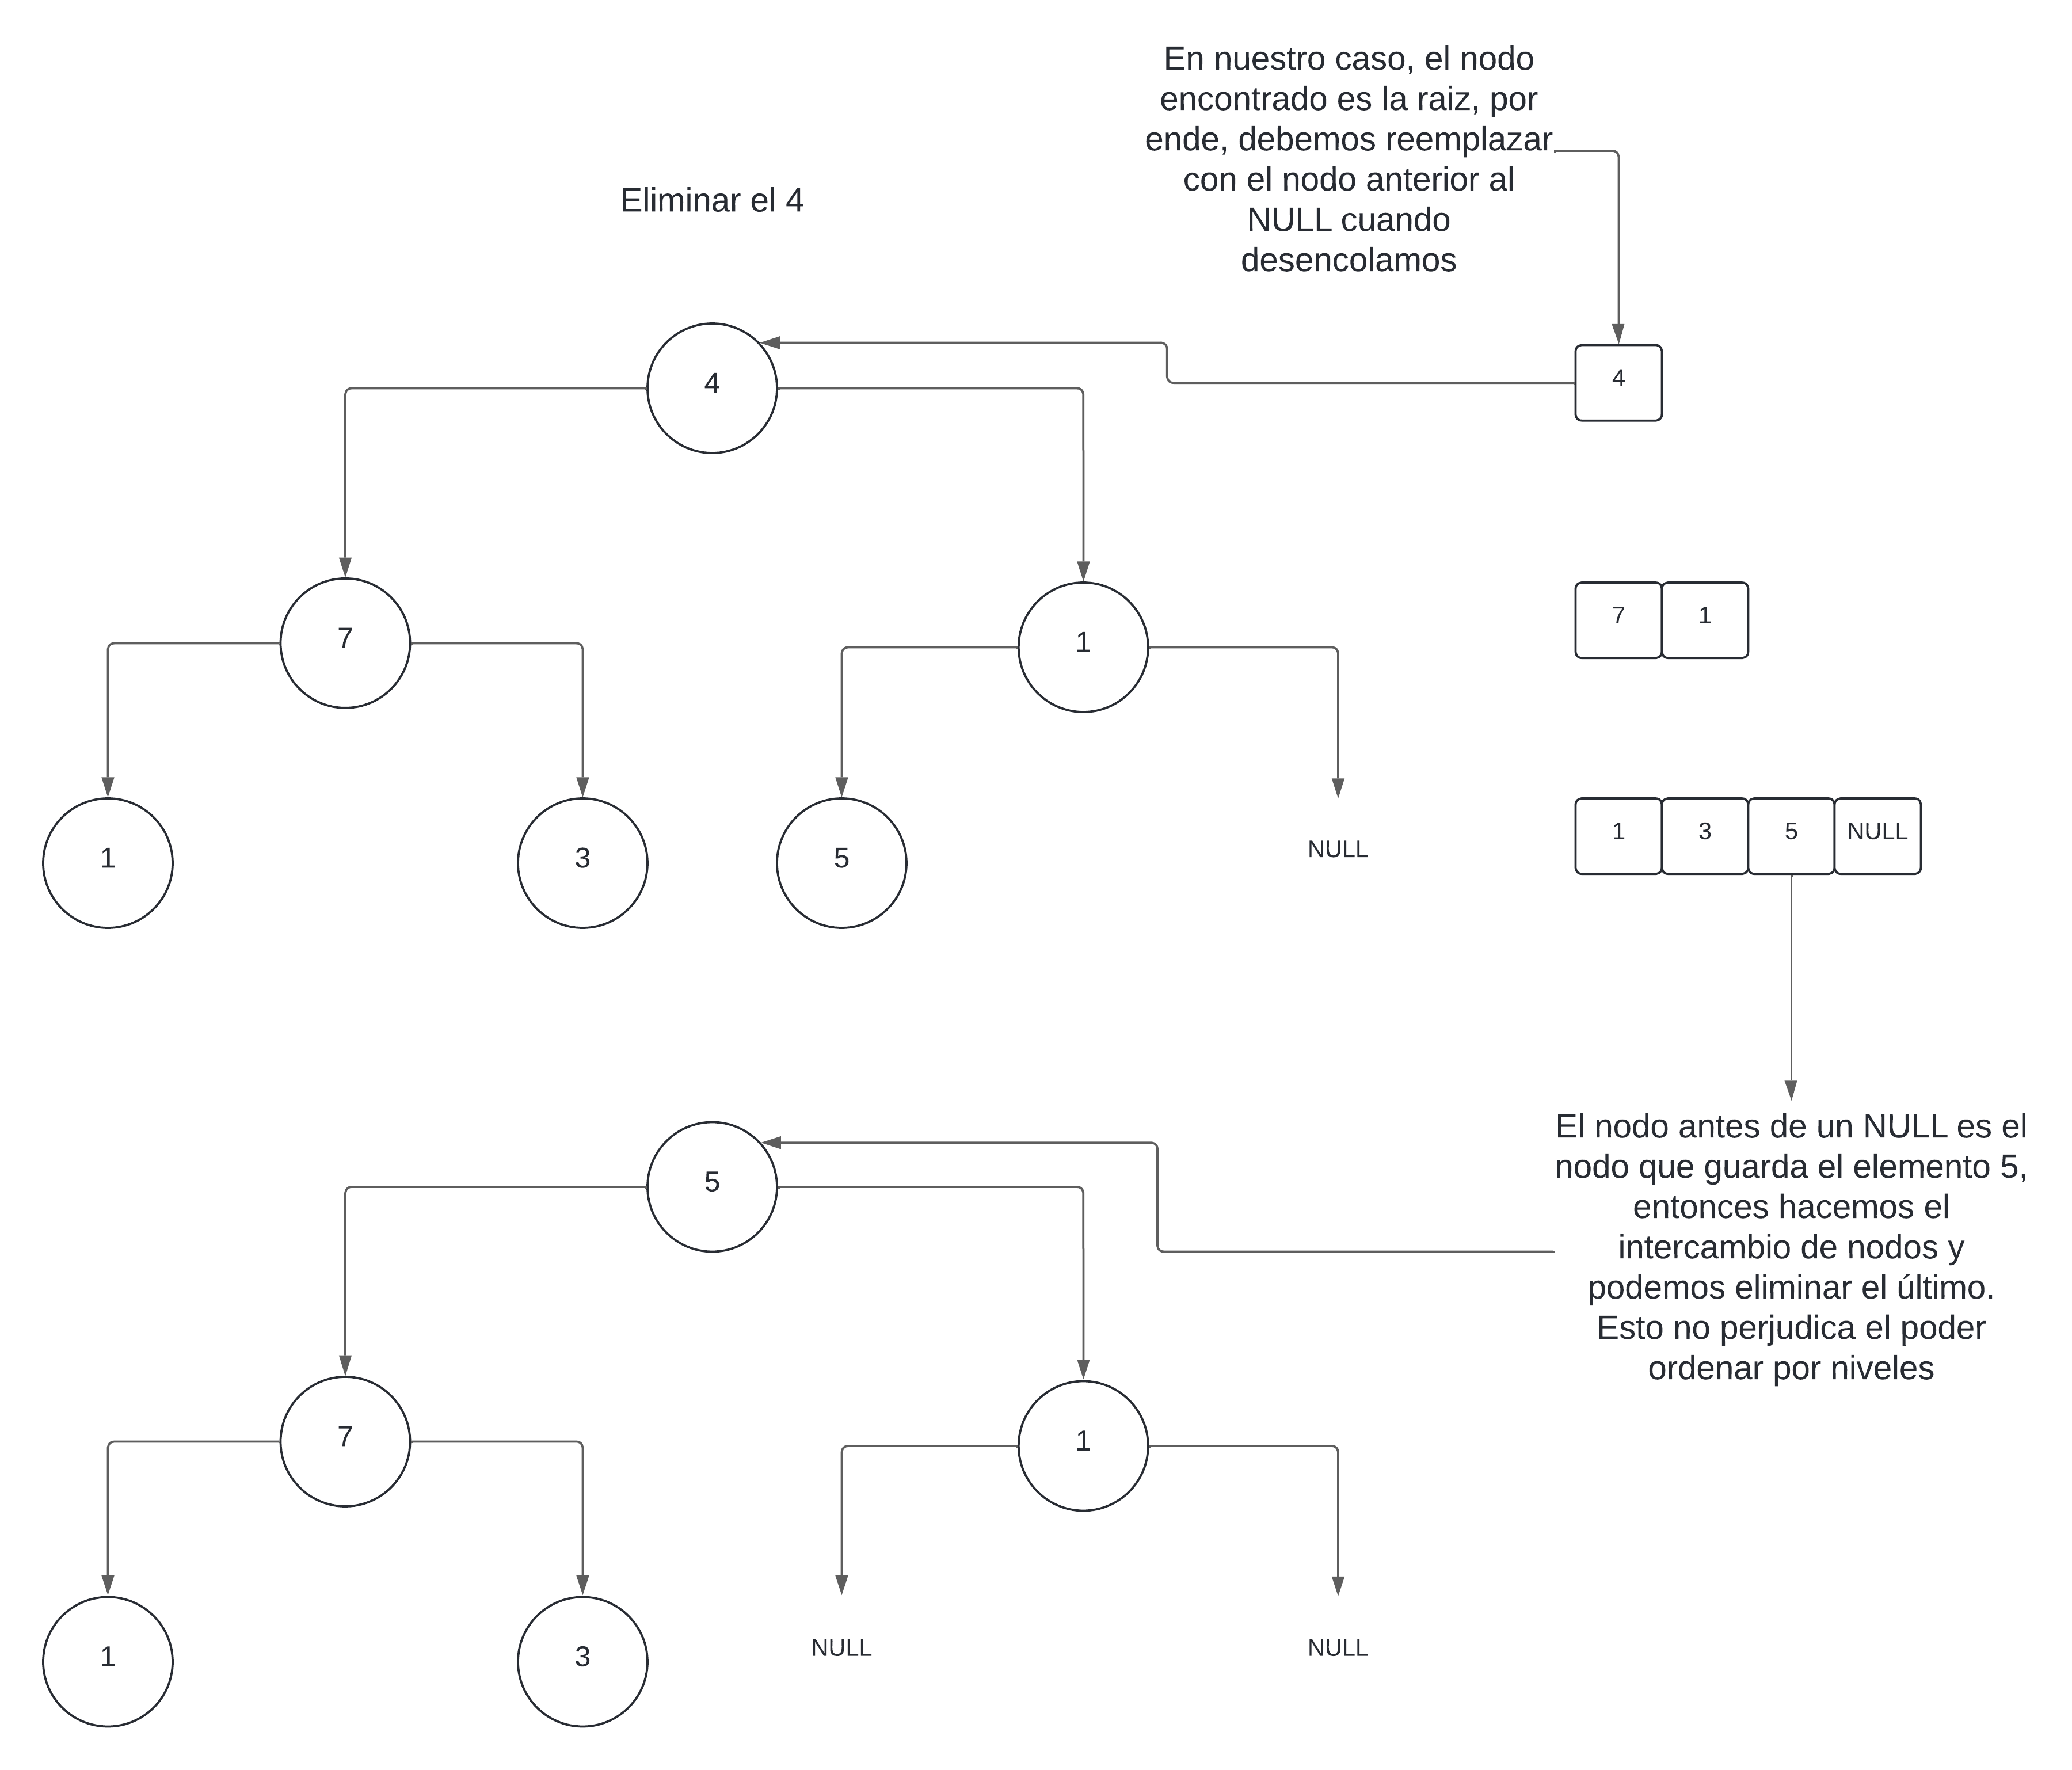 En nuestro caso, el nodo
encontrado es la raiz, por
ende, debemos reemplazar
con el nodo anterior al
NULL cuando
desencolamos
Eliminar el 4
4
4
7
1
7
1
1
3
5
NULL
1
3
5
NULL
El nodo antes de un NULL es el
nodo que guarda el elemento 5,
entonces hacemos el
intercambio de nodos y
podemos eliminar el último.
Esto no perjudica el poder
ordenar por niveles
5
7
1
1
3
NULL
NULL